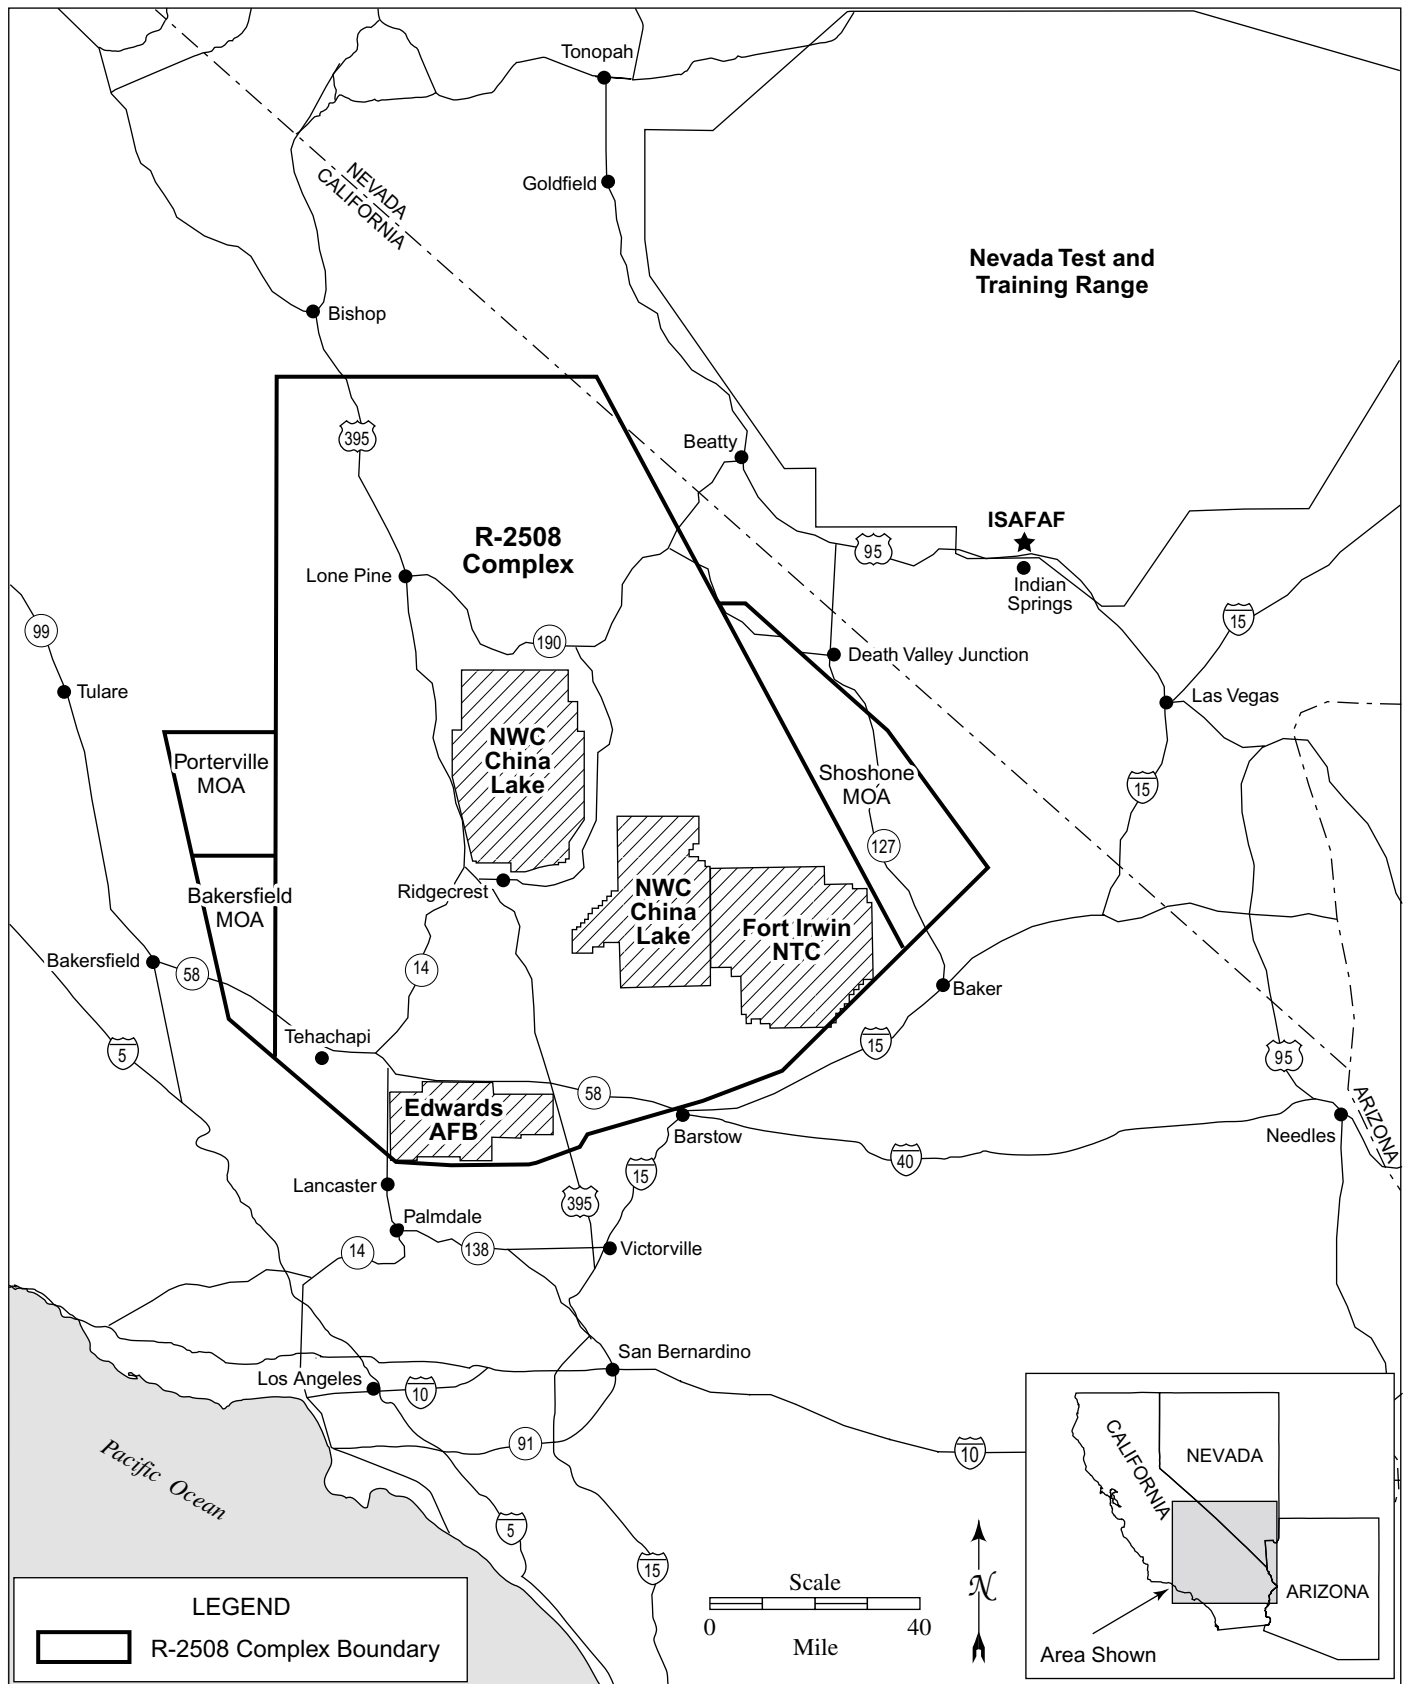 Tonopah
Goldfield
NEVADA
CALIFORNIA
Nevada Test and
Training Range
Bishop
395
Beatty
R-2508
Complex
ISAFAF
95
Lone Pine
Indian
Springs
15
99
190
Death Valley Junction
Tulare
Las Vegas
NWC
China
Lake
Porterville
MOA
Shoshone
MOA
15
127
Ridgecrest
Bakersfield
MOA
NWC
China
Lake
Fort Irwin
NTC
Bakersfield
58
14
Baker
Tehachapi
5
15
95
58
Edwards
AFB
Barstow
Needles
ARIZONA
40
15
Lancaster
395
Palmdale
14
138
Victorville
San Bernardino
Los Angeles
10
91
10
Pacific Ocean
5
15
CALIFORNIA
NEVADA
ARIZONA
Area Shown
Scale
0
40
Mile
N
LEGEND
R-2508 Complex Boundary